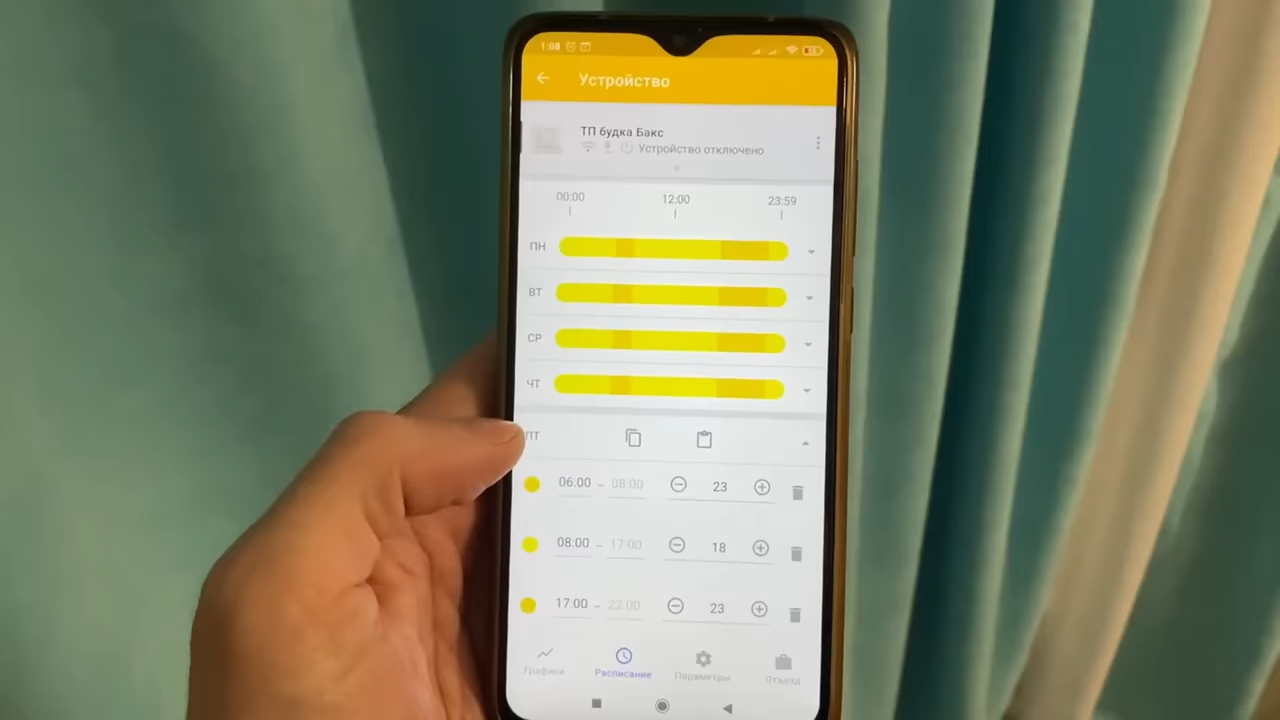 1:08
Устройство
ТП будка Бакс
Устройство отключено
00:00 12:00 23:59
ПН
ВТ
СР
ЧТ
ПТ
06:00 – 08:00 23
08:00 – 17:00 18
17:00 – 22:00 23
Графики Расписание Параметры Отъезд